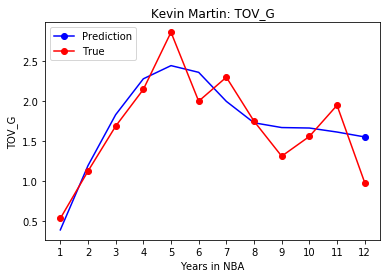 Kevin Martin: TOV_G
Prediction
True
2.5
2.0
1.5
1.0
0.5
TOV_G
1 2 3 4 5 6 7 8 9 10 11 12
Years in NBA